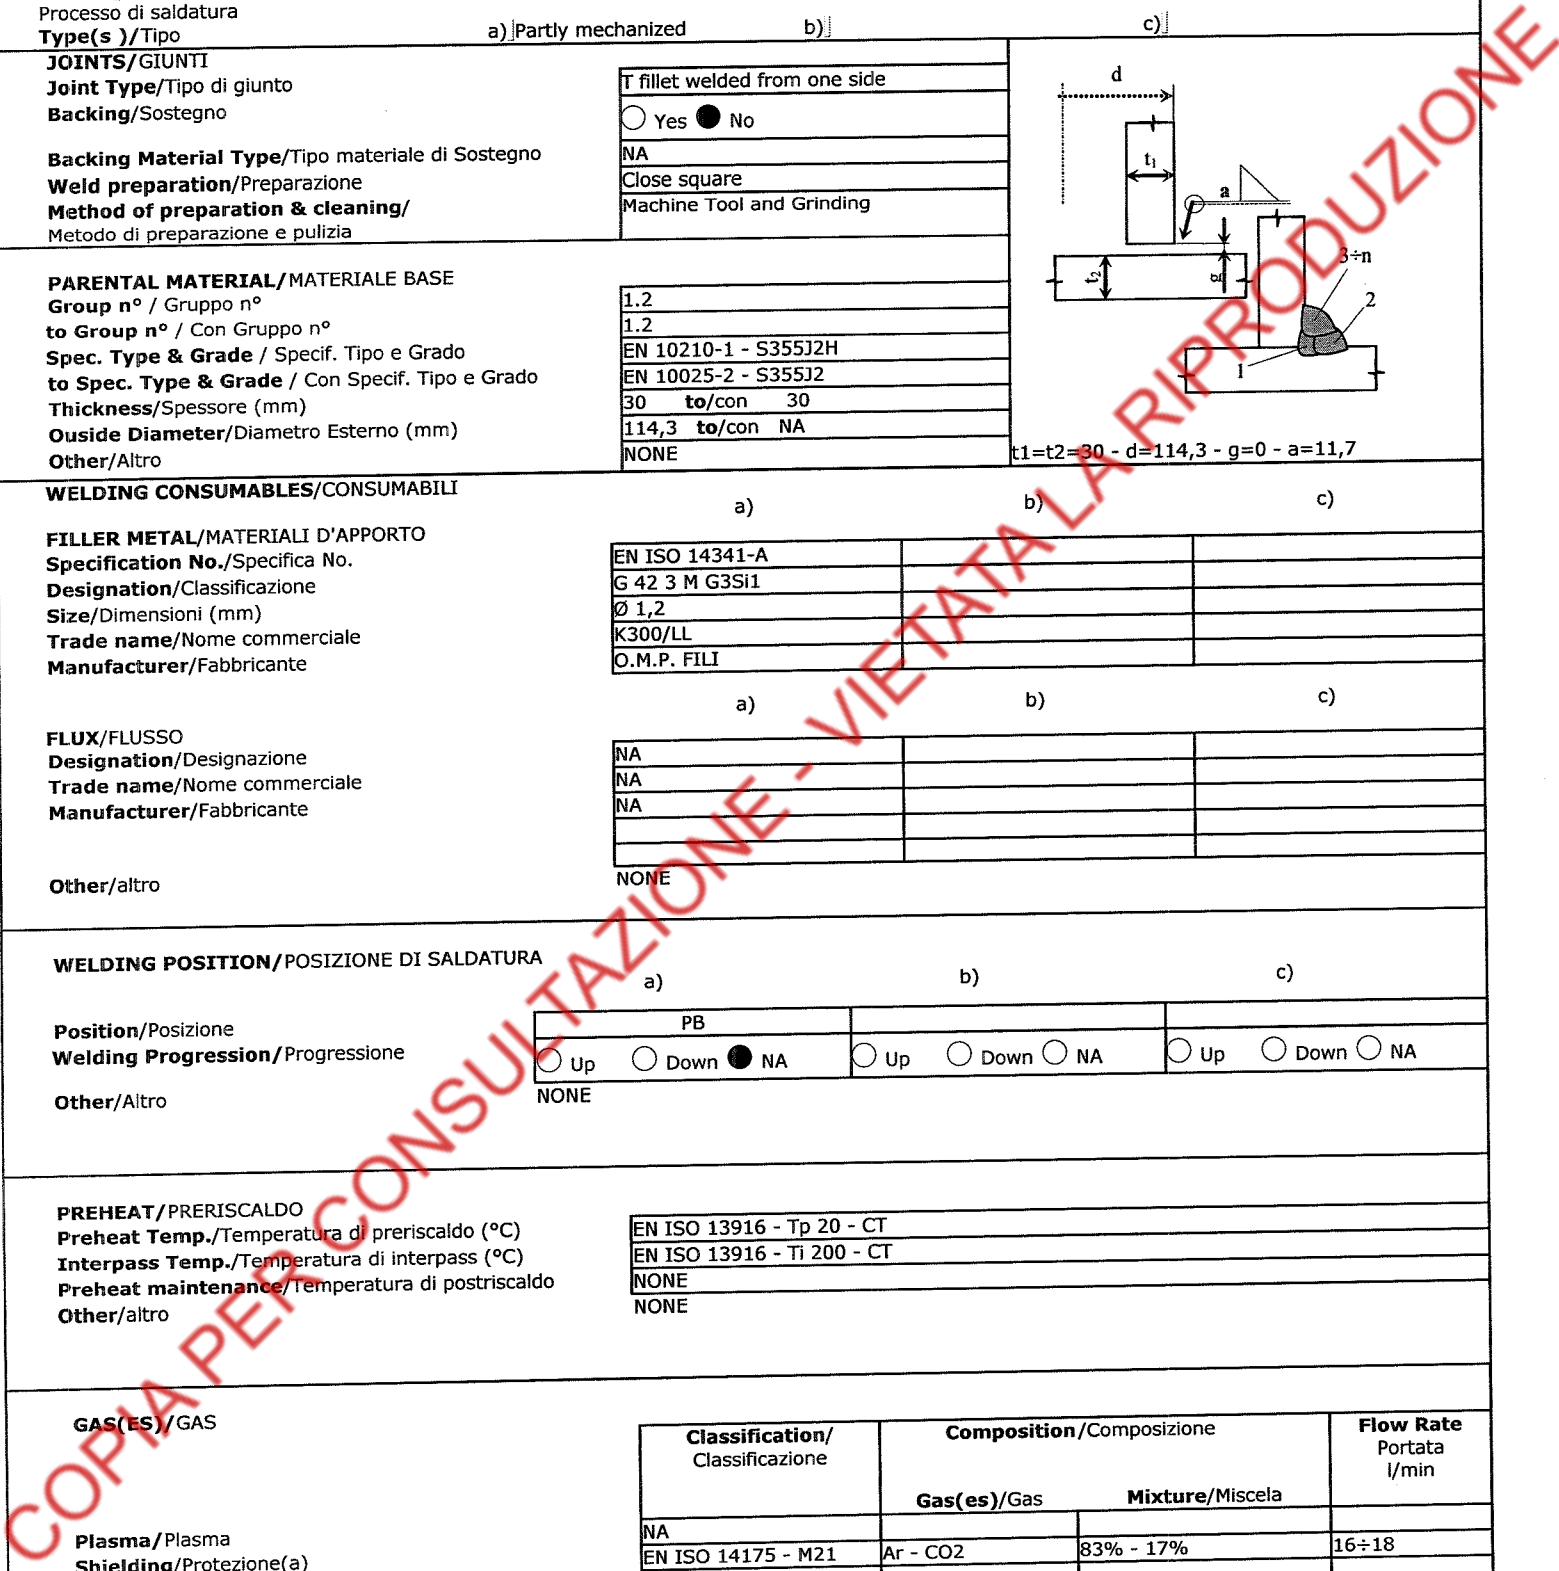 Processo di saldatura
Type(s )/Tipo a) Partly mechanized b) c)
JOINTS/GIUNTI
Joint Type/Tipo di giunto T fillet welded from one side
Backing/Sostegno Yes No
Backing Material Type/Tipo materiale di Sostegno NA
Weld preparation/Preparazione Close square
Method of preparation & cleaning/ Machine Tool and Grinding
Metodo di preparazione e pulizia
d
t1
a
t2
g
3÷n
2
1
t1=t2=30 - d=114,3 - g=0 - a=11,7
PARENTAL MATERIAL/MATERIALE BASE
Group n° / Gruppo n° 1.2
to Group n° / Con Gruppo n° 1.2
Spec. Type & Grade / Specif. Tipo e Grado EN 10210-1 - S355J2H
to Spec. Type & Grade / Con Specif. Tipo e Grado EN 10025-2 - S355J2
Thickness/Spessore (mm) 30 to/con 30
Ouside Diameter/Diametro Esterno (mm) 114,3 to/con NA
Other/Altro NONE
WELDING CONSUMABLES/CONSUMABILI
a) b) c)
FILLER METAL/MATERIALI D'APPORTO
Specification No./Specifica No. EN ISO 14341-A
Designation/Classificazione G 42 3 M G3Si1
Size/Dimensioni (mm) Ø 1,2
Trade name/Nome commerciale K300/LL
Manufacturer/Fabbricante O.M.P. FILI
a) b) c)
FLUX/FLUSSO
Designation/Designazione NA
Trade name/Nome commerciale NA
Manufacturer/Fabbricante NA
Other/altro NONE
WELDING POSITION/POSIZIONE DI SALDATURA
a) b) c)
Position/Posizione PB
Welding Progression/Progressione Up Down NA Up Down NA Up Down NA
Other/Altro NONE
PREHEAT/PRERISCALDO
Preheat Temp./Temperatura di preriscaldo (°C) EN ISO 13916 - Tp 20 - CT
Interpass Temp./Temperatura di interpass (°C) EN ISO 13916 - Ti 200 - CT
Preheat maintenance/Temperatura di postriscaldo NONE
Other/altro NONE
GAS(ES)/GAS
Classification/ Composition/Composizione Flow Rate
Classificazione Portata
l/min
Gas(es)/Gas Mixture/Miscela
Plasma/Plasma NA
Shielding/Protezione(a) EN ISO 14175 - M21 Ar - CO2 83% - 17% 16÷18
COPIA PER CONSULTAZIONE - VIETATA LA RIPRODUZIONE